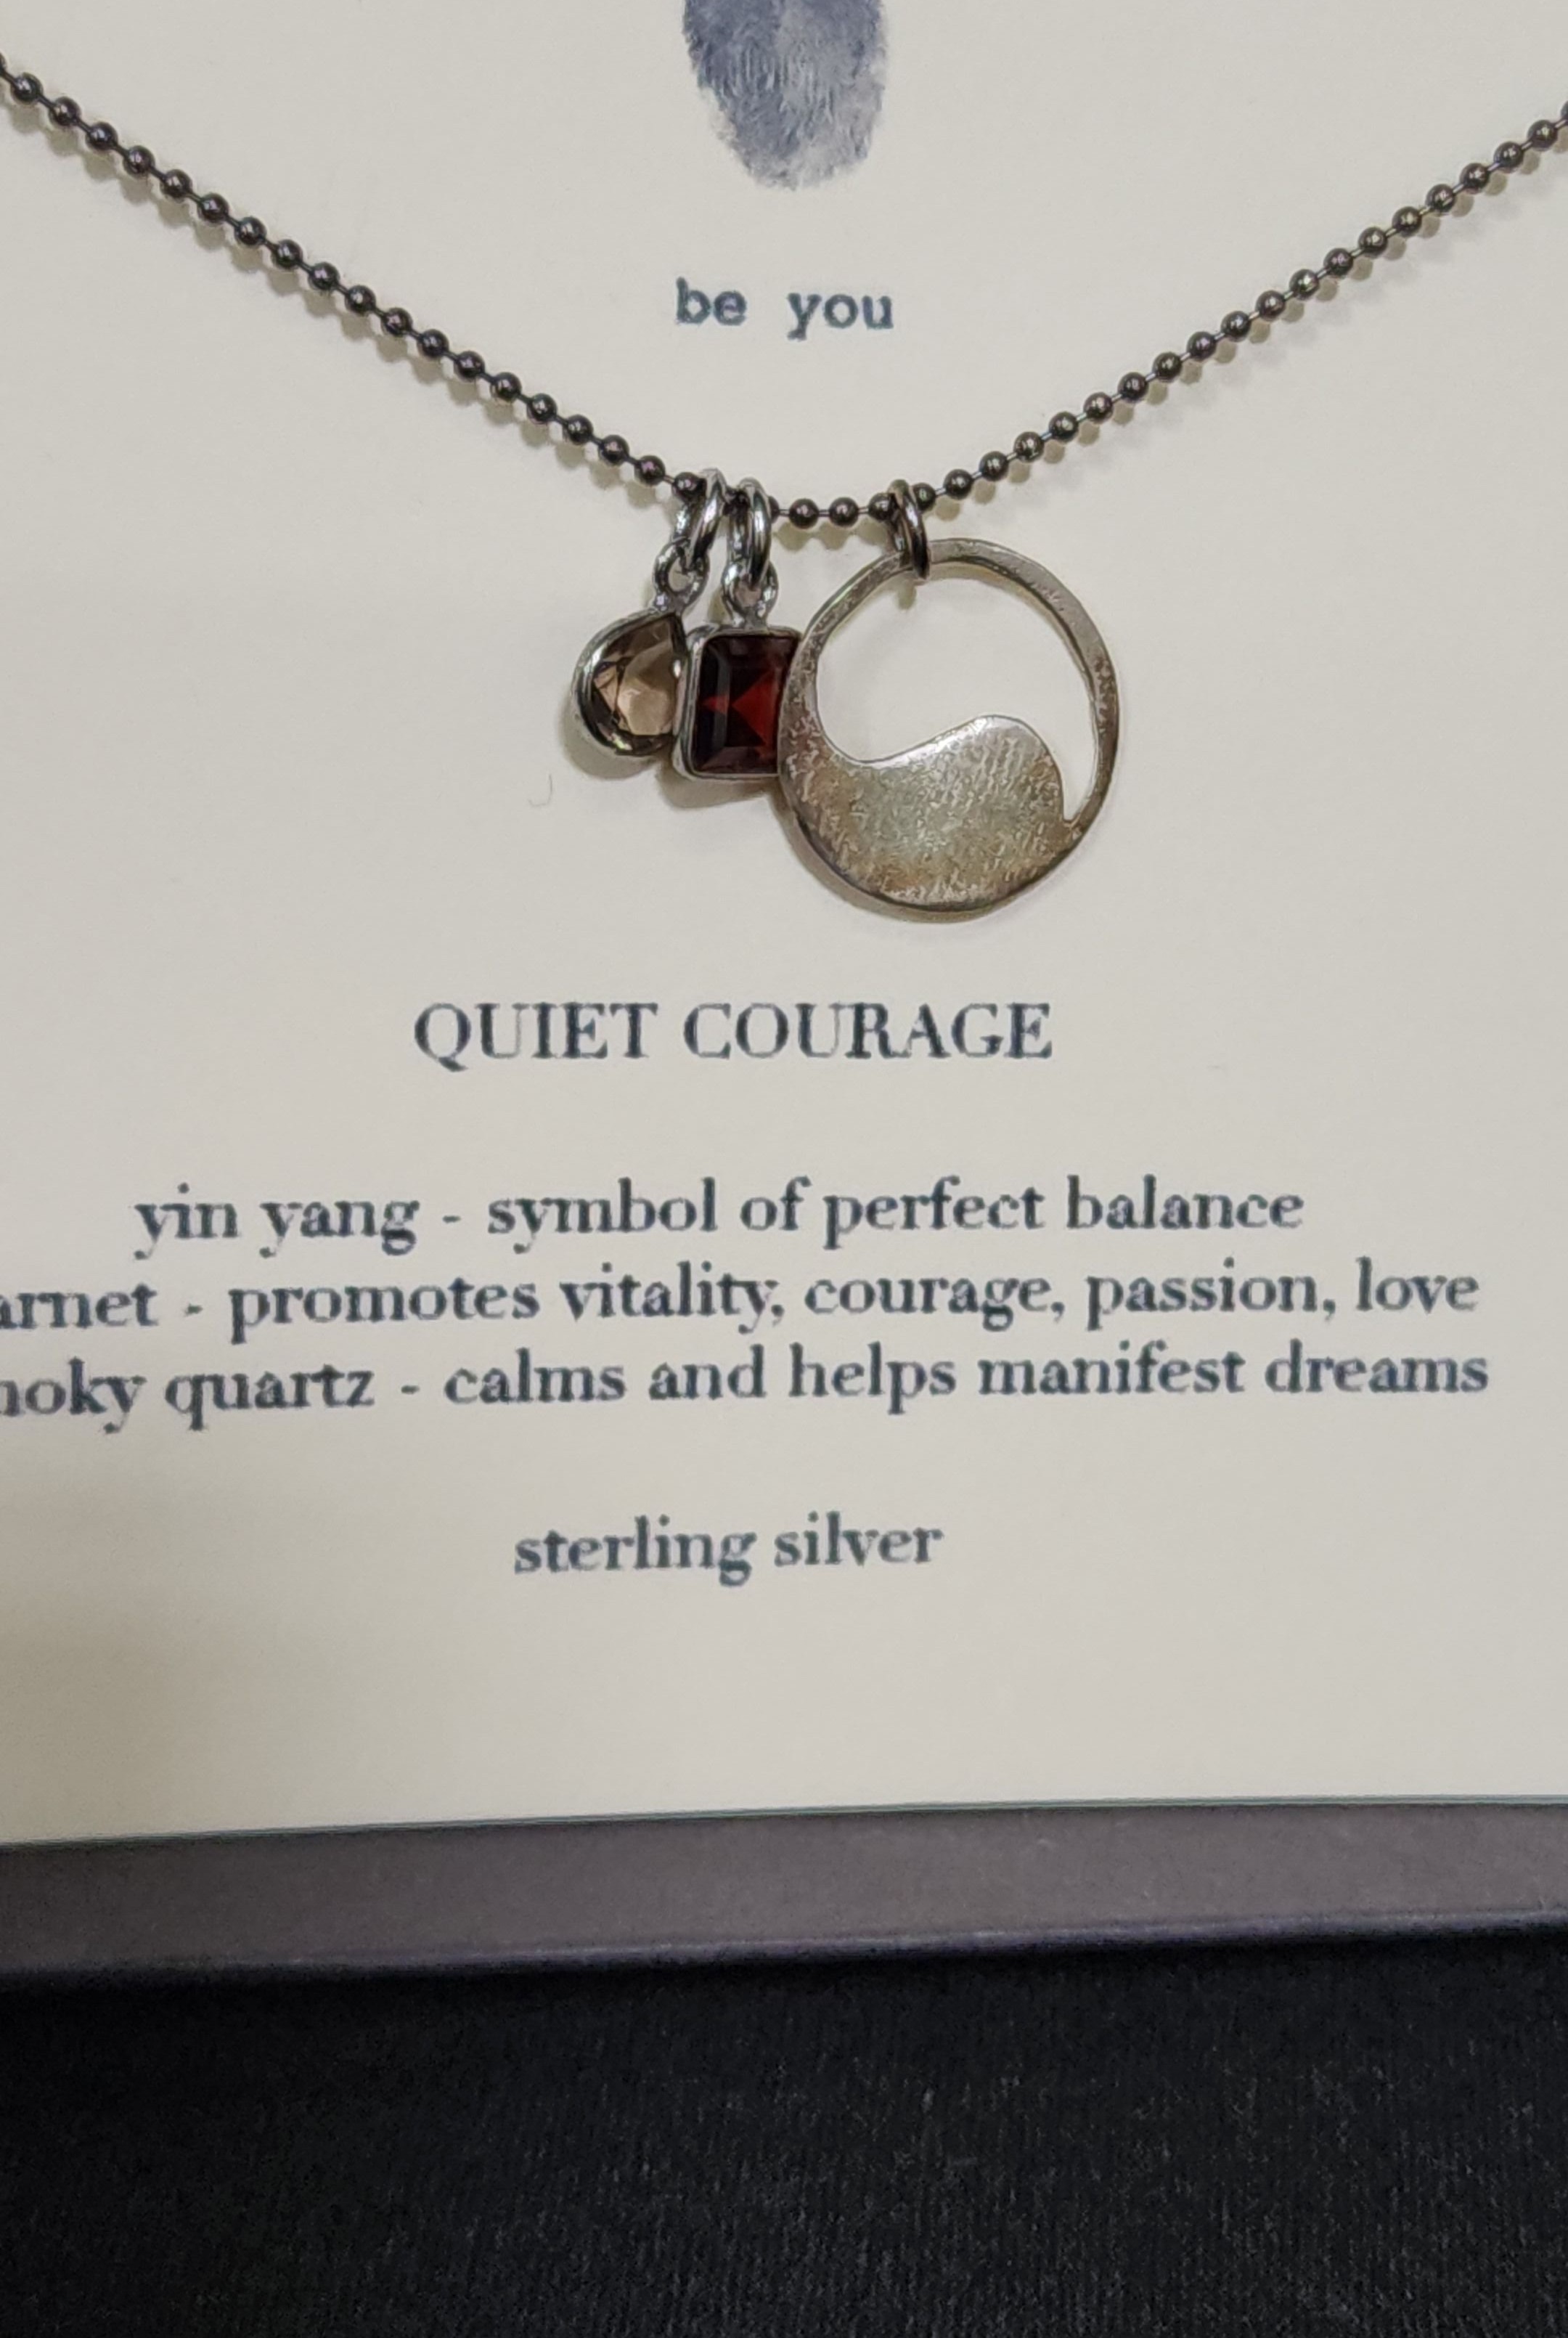 be you
QUIET COURAGE
yin yang - symbol of perfect balance
arnet - promotes vitality, courage, passion, love
moky quartz - calms and helps manifest dreams
sterling silver